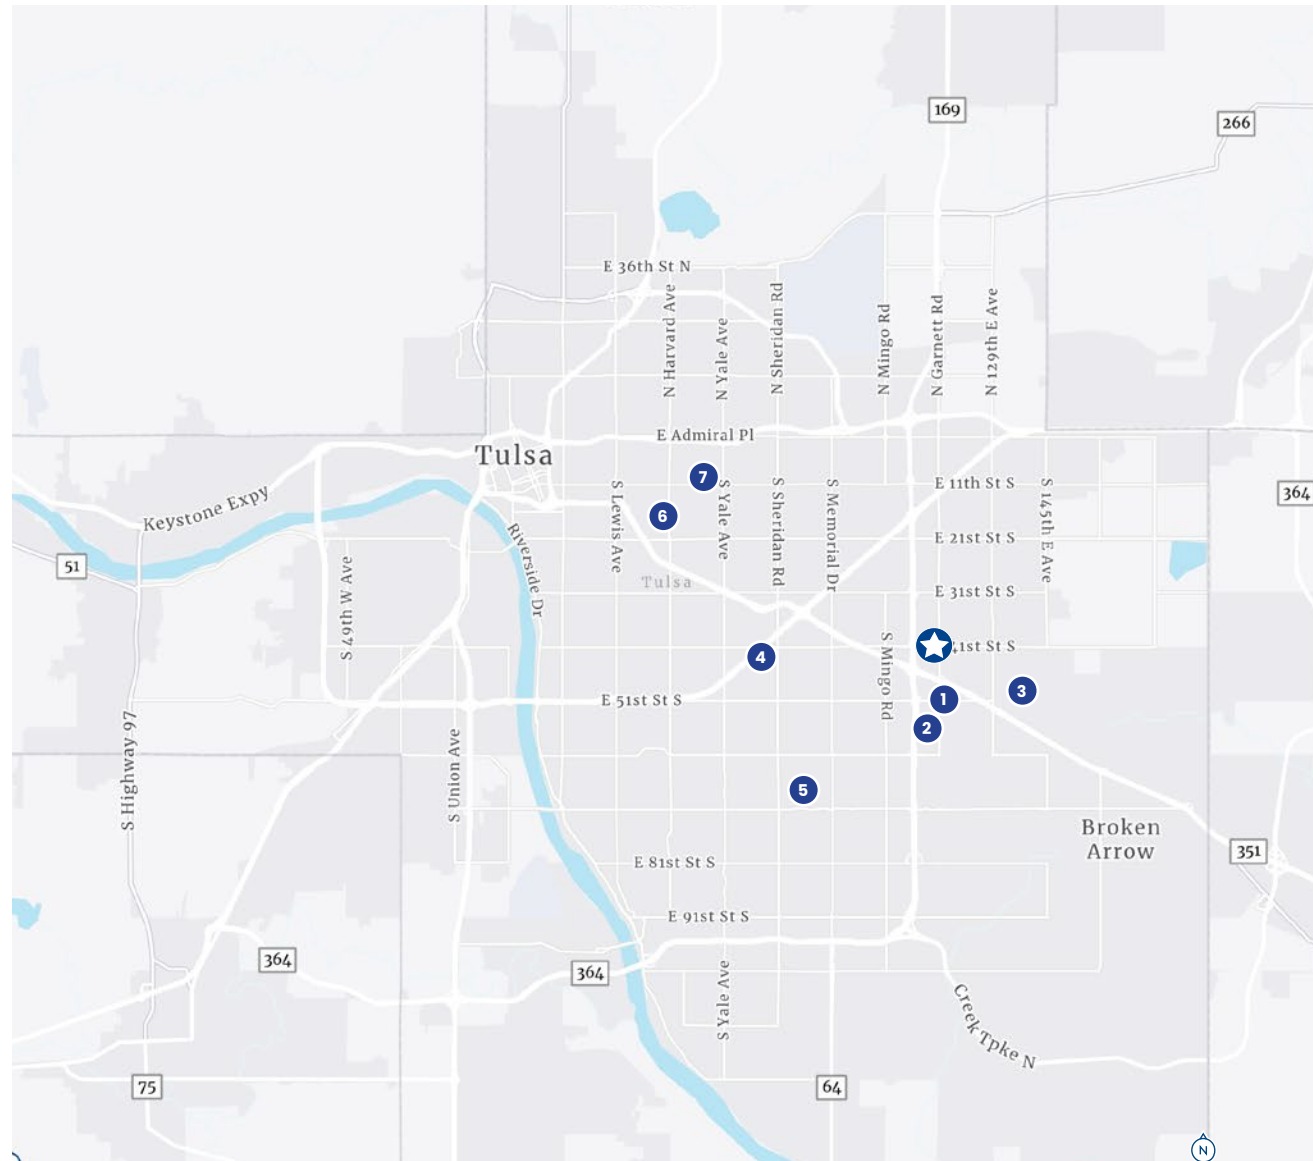 169
266
E 36th St N
N Harvard Ave
N Yale Ave
N Sheridan Rd
N Mingo Rd
N Garnett Rd
N 129th E Ave
E Admiral Pl
Tulsa
7
6
Keystone Expy
S Lewis Ave
S Yale Ave
S Sheridan Rd
S Memorial Dr
E 11th St S
S 145th E Ave
364
E 21st St S
51
Riverside Dr
Tulsa
E 31st St S
S 49th W Ave
41st St S
4
S Mingo Rd
3
1
E 51st St S
2
S Highway 97
S Union Ave
5
Broken
Arrow
351
E 81st St S
E 91st St S
364
364
S Yale Ave
Creek Tpke N
75
64
N